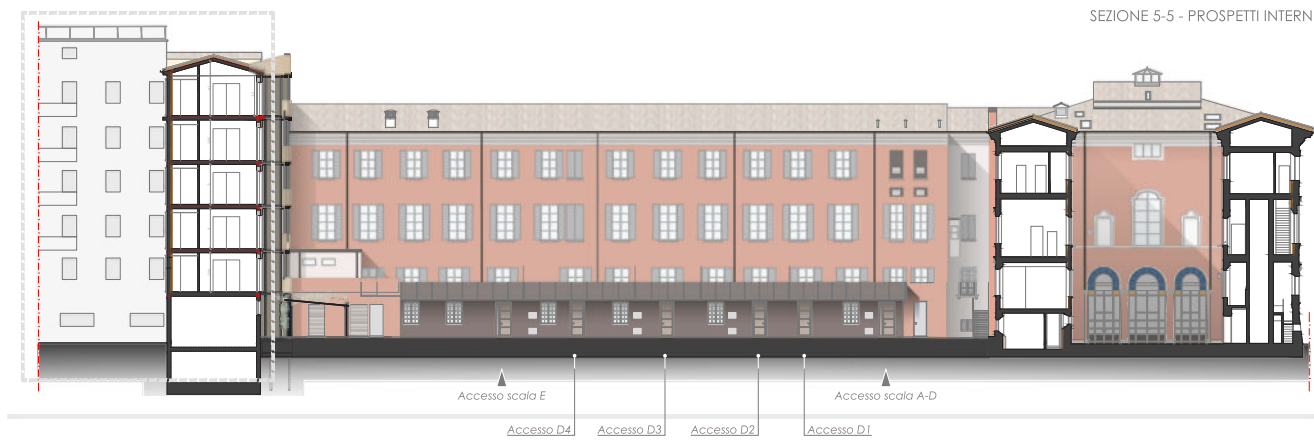 SEZIONE 5-5 - PROSPETTI INTERN
Accesso scala E
Accesso scala A-D
Accesso D4
Accesso D3
Accesso D2
Accesso D1